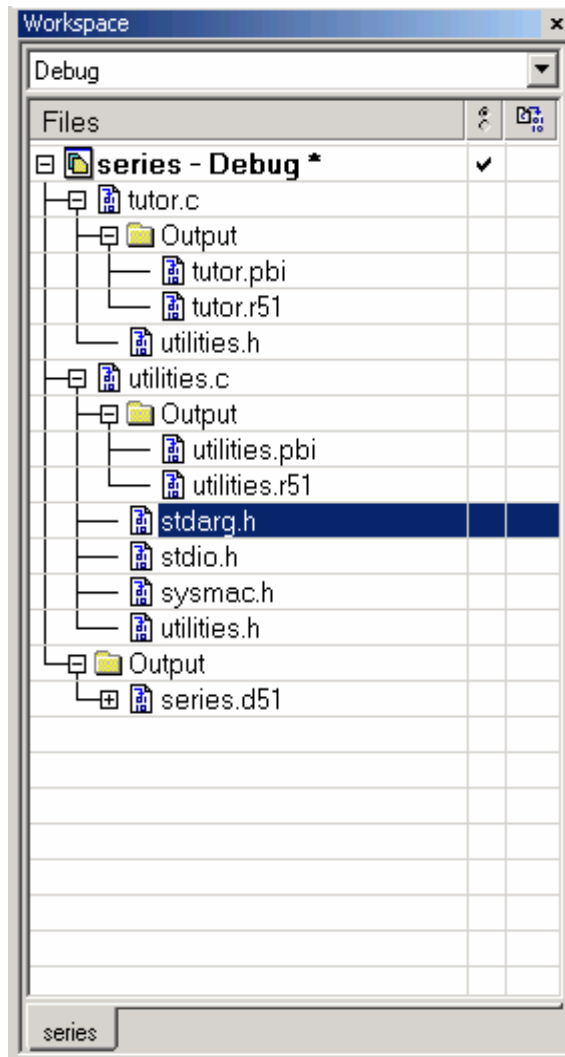 Workspace
Debug
Files
series - Debug *
tutor.c
Output
tutor.pbi
tutor.r51
utilities.h
utilities.c
Output
utilities.pbi
utilities.r51
stdarg.h
stdio.h
sysmac.h
utilities.h
Output
series.d51
series